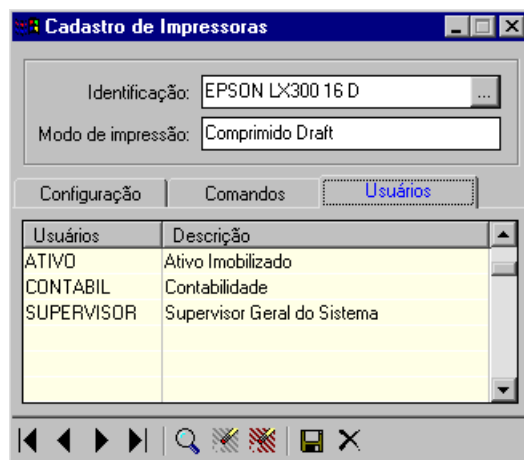 Cadastro de Impressoras
Identificação: EPSON LX300 16 D ...
Modo de impressão: Comprimido Draft
Configuração Comandos Usuários
Usuários Descrição
ATIVO Ativo Imobilizado
CONTABIL Contabilidade
SUPERVISOR Supervisor Geral do Sistema